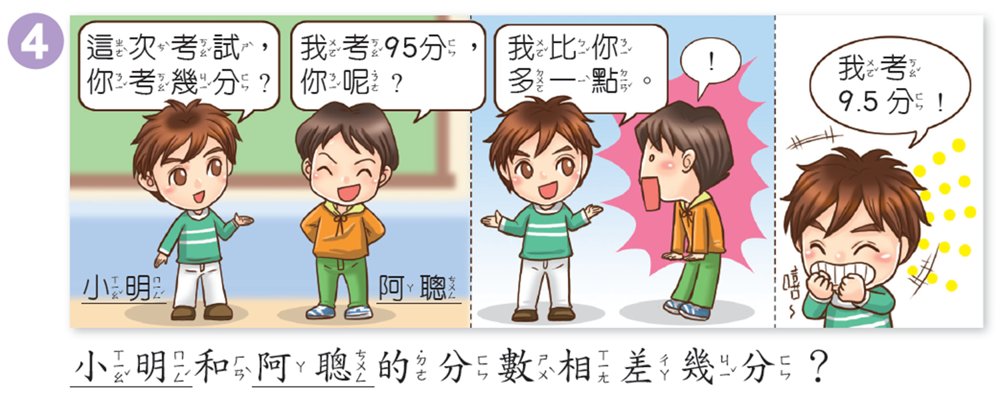 4
這次考試，
你考幾分？
我考95分，
你呢？
我比你
多一點。
！
我考
9.5分！
小明
阿聰
嘻~
小明和阿聰的分數相差幾分？